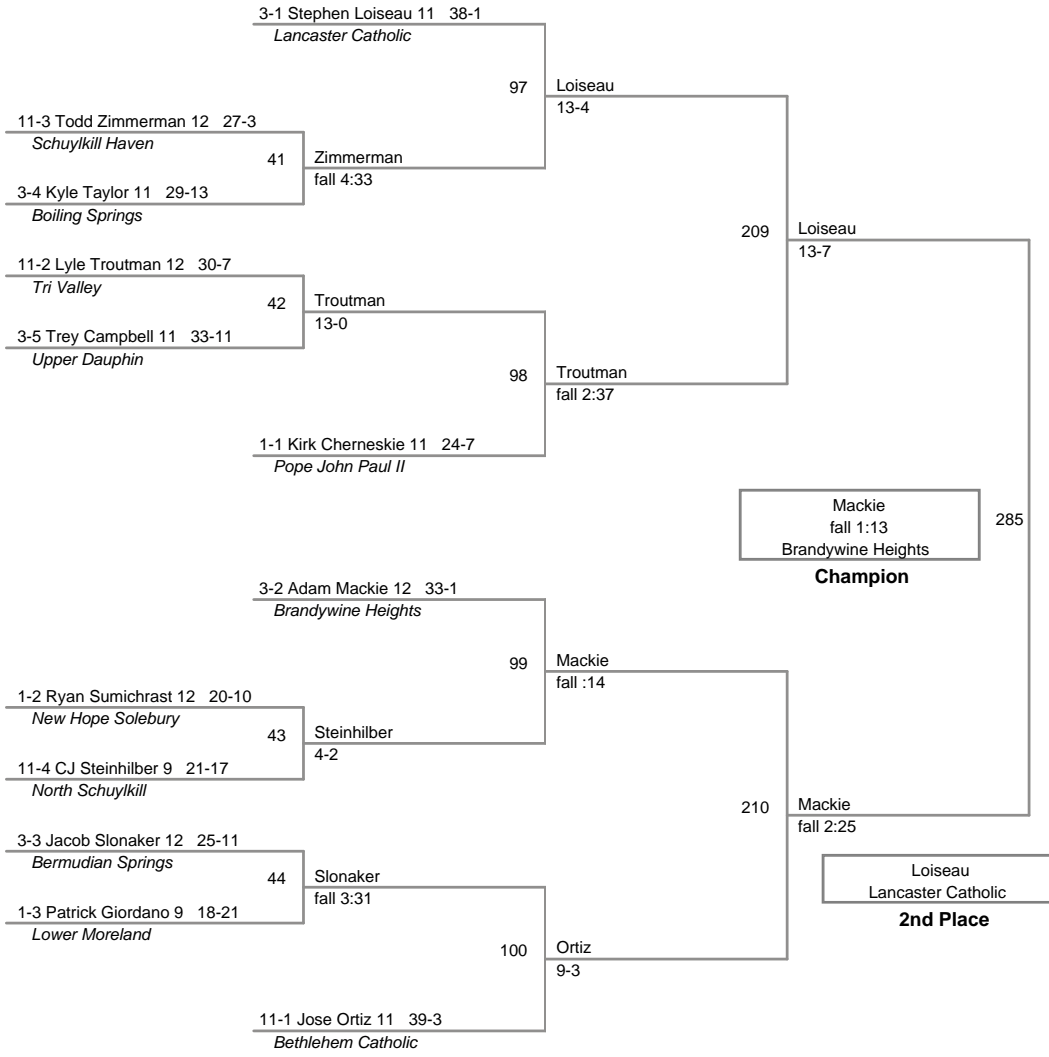 3-1 Stephen Loiseau 11 38-1
Lancaster Catholic
97
Loiseau
13-4
11-3 Todd Zimmerman 12 27-3
Schuylkill Haven
41
Zimmerman
fall 4:33
3-4 Kyle Taylor 11 29-13
Boiling Springs
209
Loiseau
13-7
11-2 Lyle Troutman 12 30-7
Tri Valley
42
Troutman
13-0
3-5 Trey Campbell 11 33-11
Upper Dauphin
98
Troutman
fall 2:37
1-1 Kirk Cherneskie 11 24-7
Pope John Paul II
Mackie
fall 1:13
Brandywine Heights
Champion
285
3-2 Adam Mackie 12 33-1
Brandywine Heights
99
Mackie
fall :14
1-2 Ryan Sumichrast 12 20-10
New Hope Solebury
43
Steinhilber
4-2
11-4 CJ Steinhilber 9 21-17
North Schuylkill
210
Mackie
fall 2:25
3-3 Jacob Slonaker 12 25-11
Bermudian Springs
44
Slonaker
fall 3:31
1-3 Patrick Giordano 9 18-21
Lower Moreland
Loiseau
Lancaster Catholic
2nd Place
100
Ortiz
9-3
11-1 Jose Ortiz 11 39-3
Bethlehem Catholic